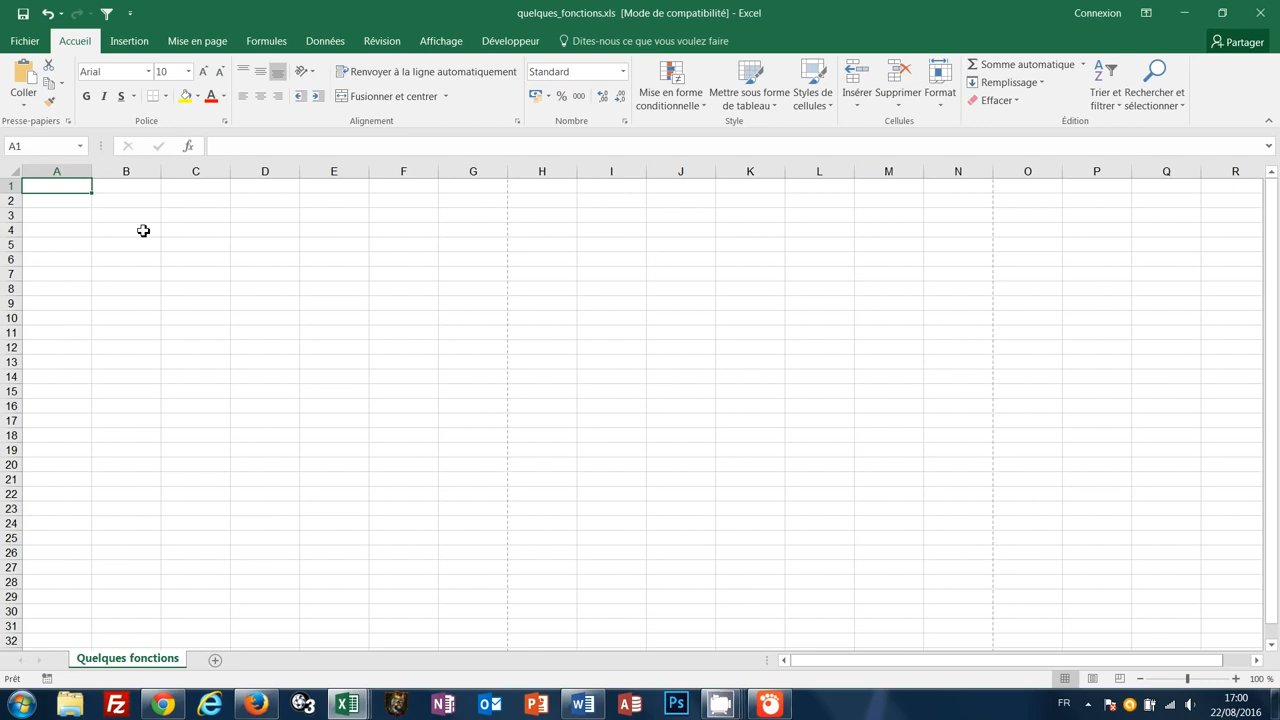 quelques_fonctions.xls [Mode de compatibilité] - Excel
Connexion
Fichier Accueil Insertion Mise en page Formules Données Révision Affichage Développeur Dites-nous ce que vous voulez faire Partager
Arial 10 Renvoyer à la ligne automatiquement Standard Somme automatique
Remplissage
Coller G I S Fusionner et centrer % 000 Mise en forme conditionnelle Mettre sous forme de tableau Styles de cellules Insérer Supprimer Format Effacer Trier et filtrer Rechercher et sélectionner
Presse-papiers Police Alignement Nombre Style Cellules Édition
A1 fx
A B C D E F G H I J K L M N O P Q R
1
2
3
4
5
6
7
8
9
10
11
12
13
14
15
16
17
18
19
20
21
22
23
24
25
26
27
28
29
30
31
32
Quelques fonctions
Prêt 100 %
FR 17:00
22/08/2016